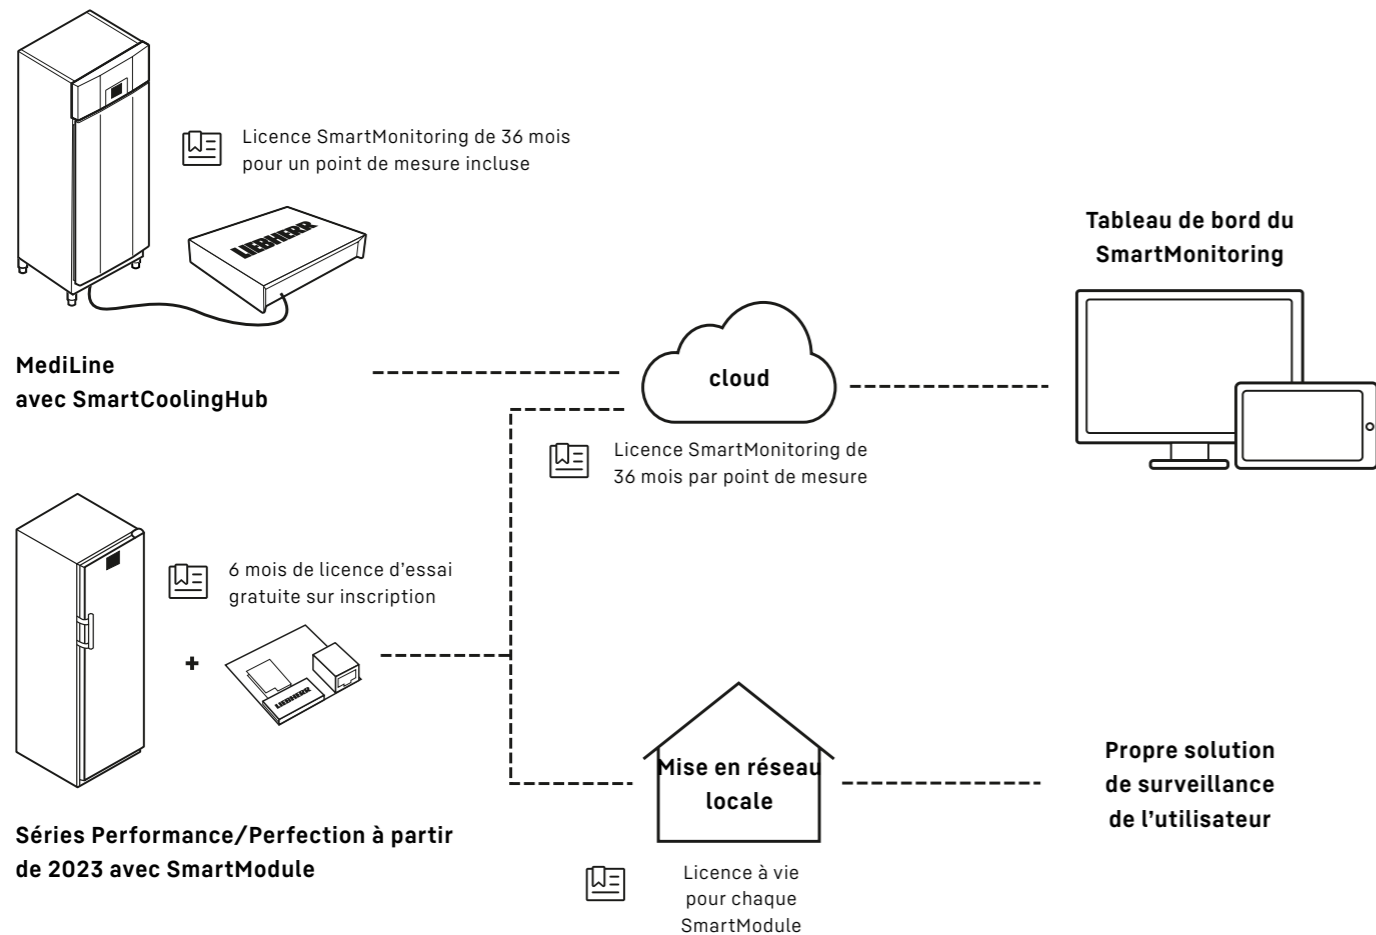 Licence SmartMonitoring de 36 mois
pour un point de mesure incluse
LIEBHERR
MediLine
avec SmartCoolingHub
cloud
Licence SmartMonitoring de
36 mois par point de mesure
Tableau de bord du
SmartMonitoring
6 mois de licence d'essai
gratuite sur inscription
+
LIEBHERR
Séries Performance/Perfection à partir
de 2023 avec SmartModule
Mise en réseau
locale
Licence à vie
pour chaque
SmartModule
Propre solution
de surveillance
de l’utilisateur